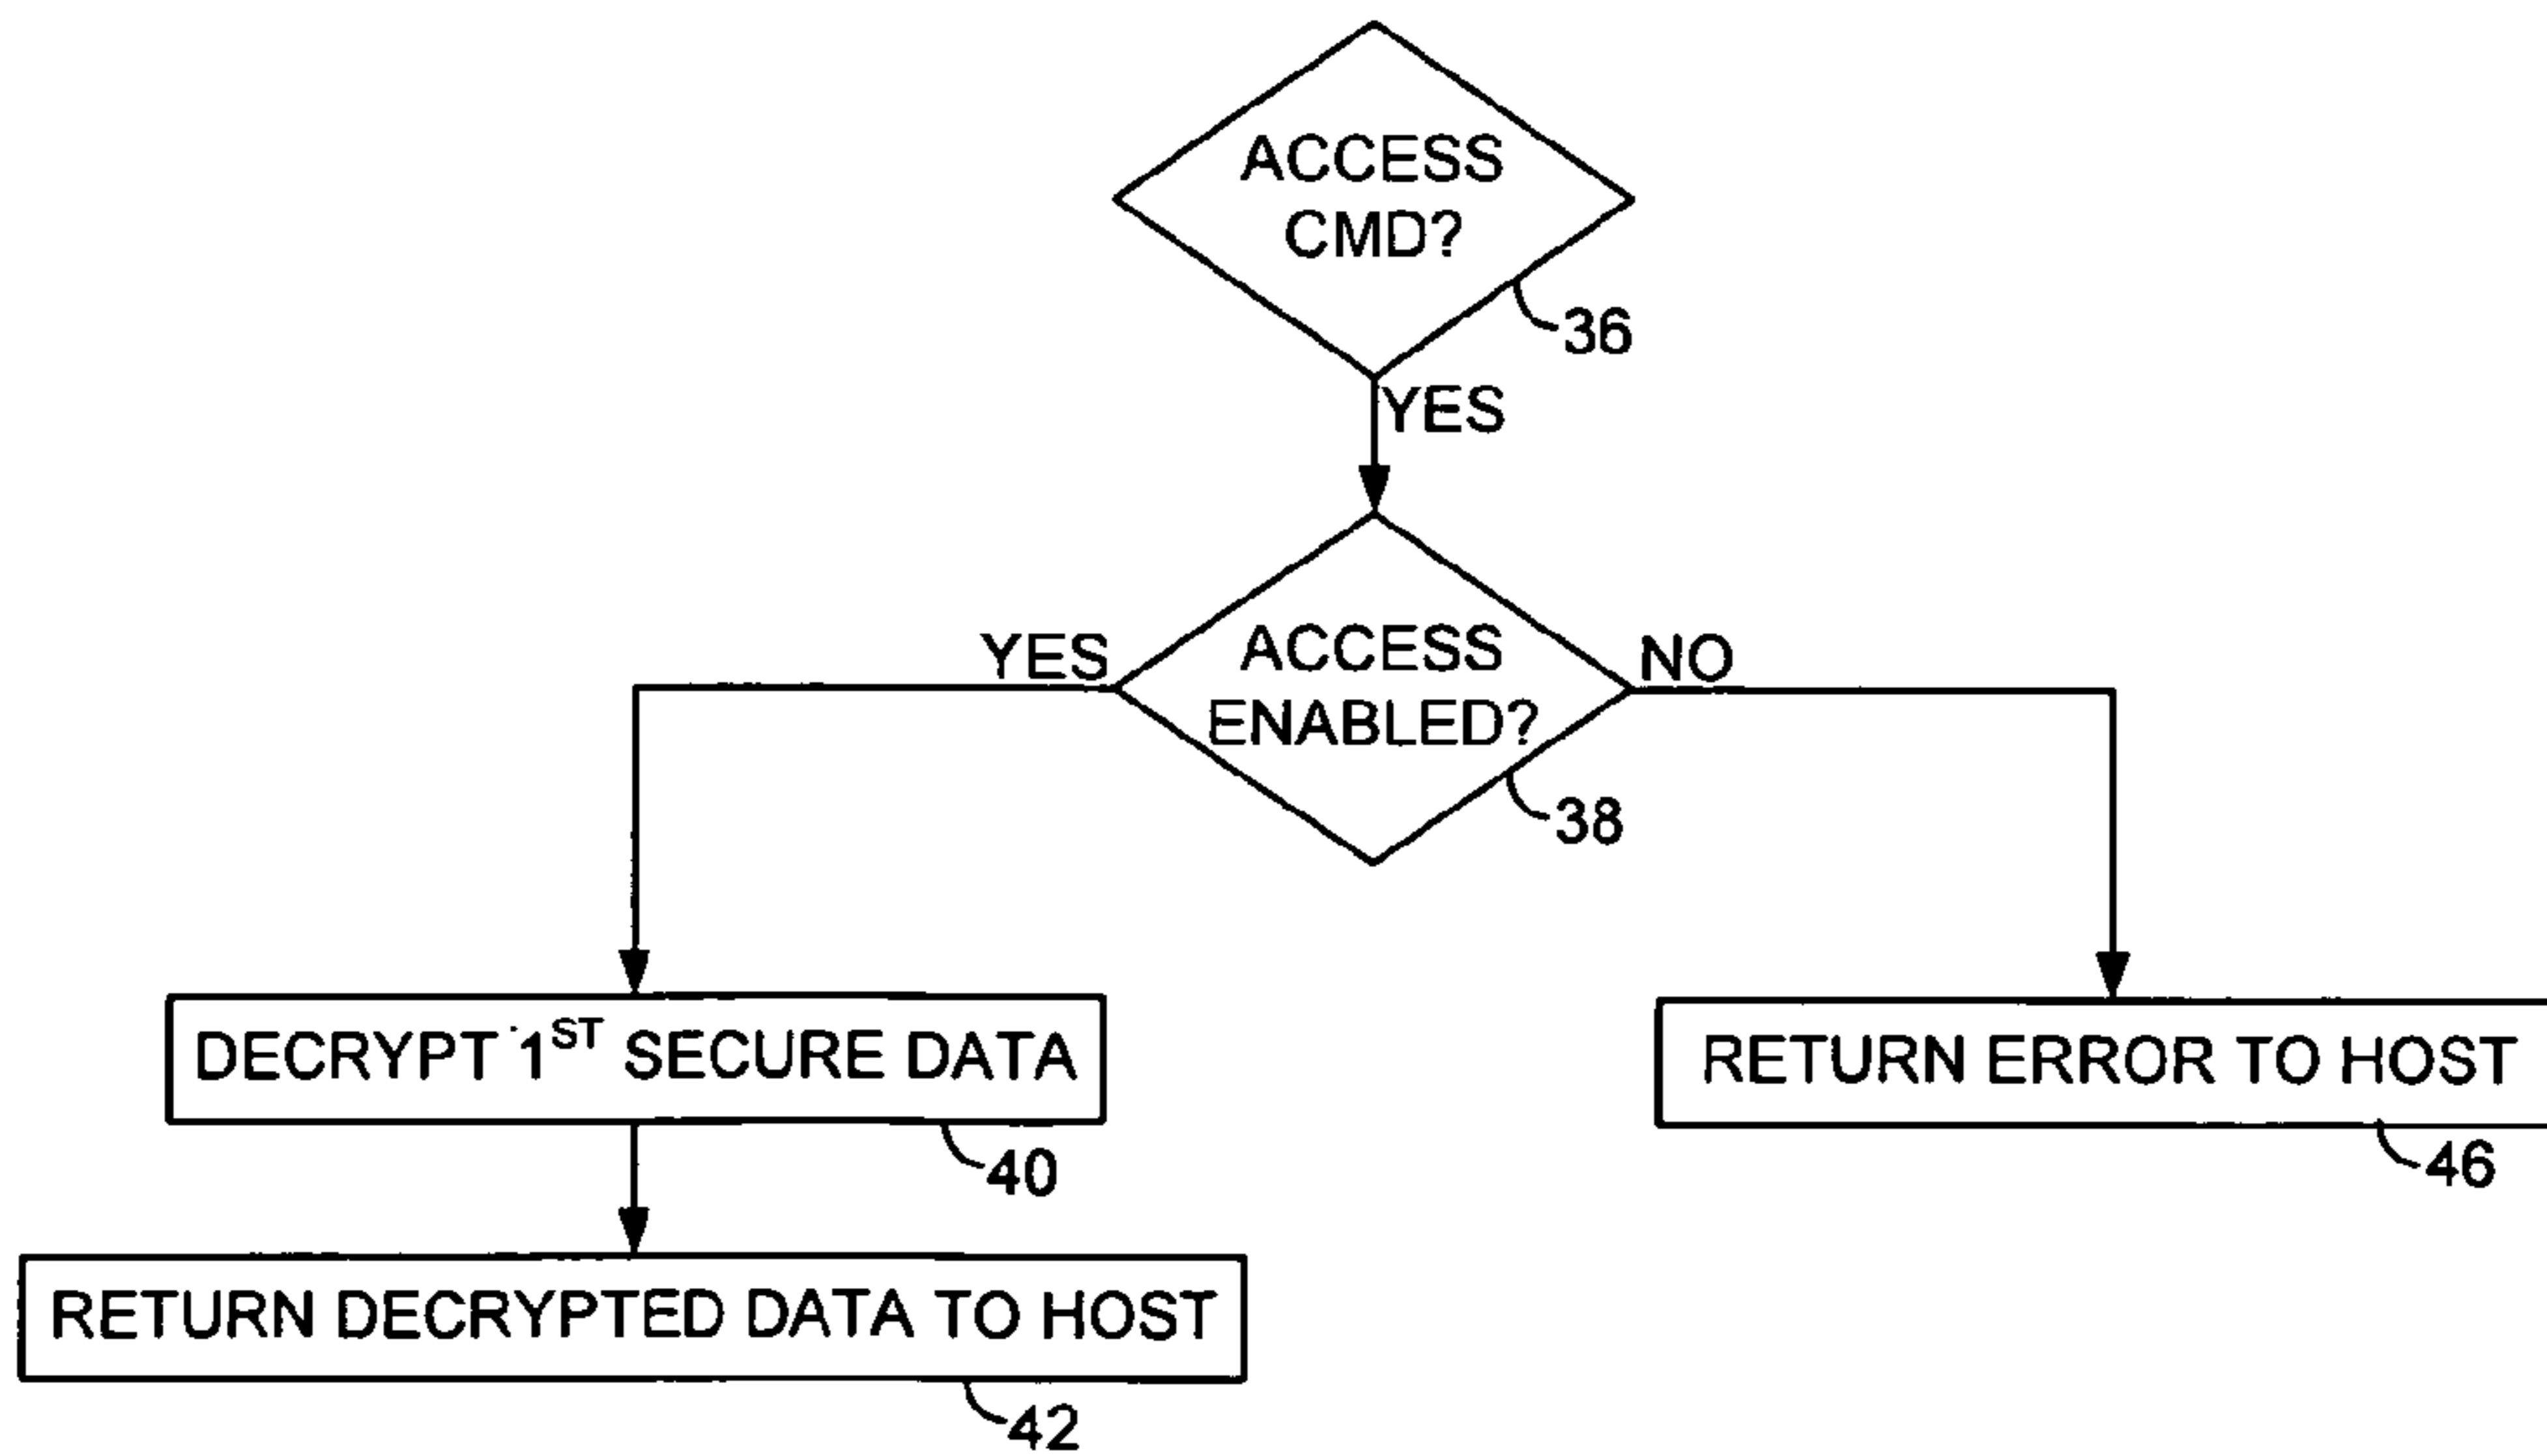 ACCESS
CMD?
36
YES
ACCESS
ENABLED?
YES
NO
38
DECRYPT 1ST SECURE DATA
40
RETURN ERROR TO HOST
46
RETURN DECRYPTED DATA TO HOST
42